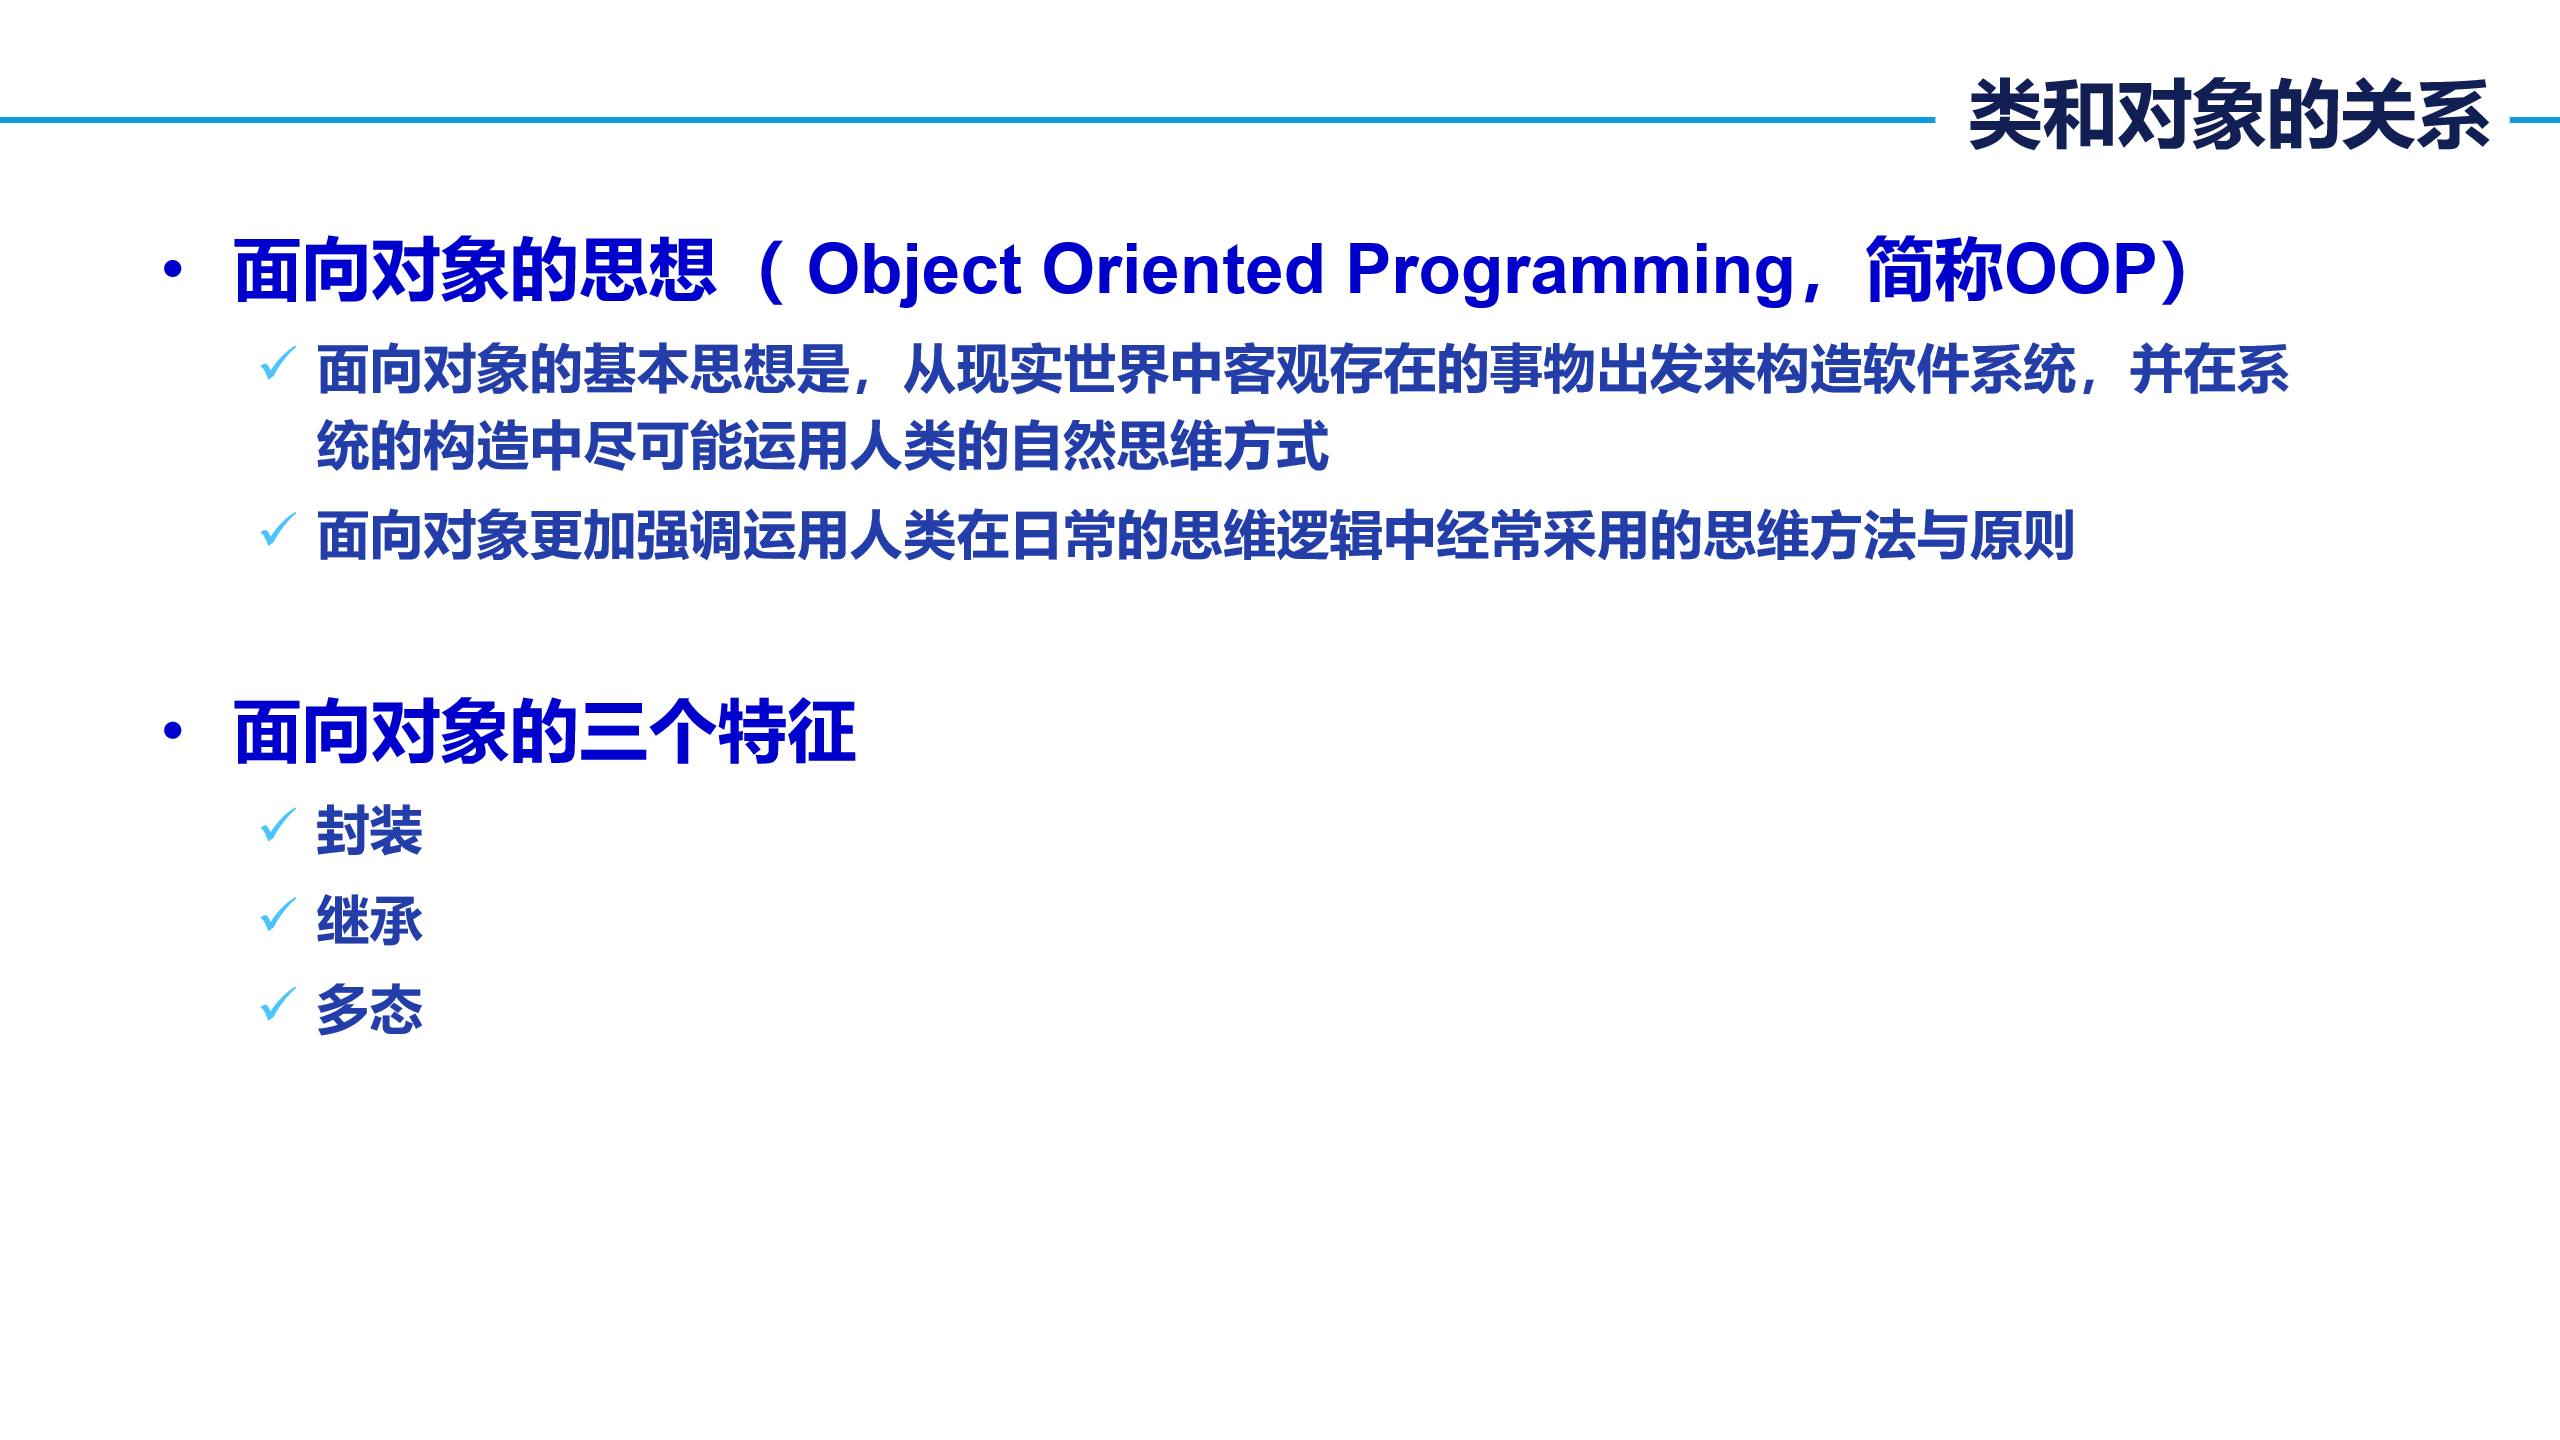 类和对象的关系
• 面向对象的思想（ Object Oriented Programming，简称OOP）
✓ 面向对象的基本思想是，从现实世界中客观存在的事物出发来构造软件系统，并在系
统的构造中尽可能运用人类的自然思维方式
✓ 面向对象更加强调运用人类在日常的思维逻辑中经常采用的思维方法与原则
• 面向对象的三个特征
✓ 封装
✓ 继承
✓ 多态